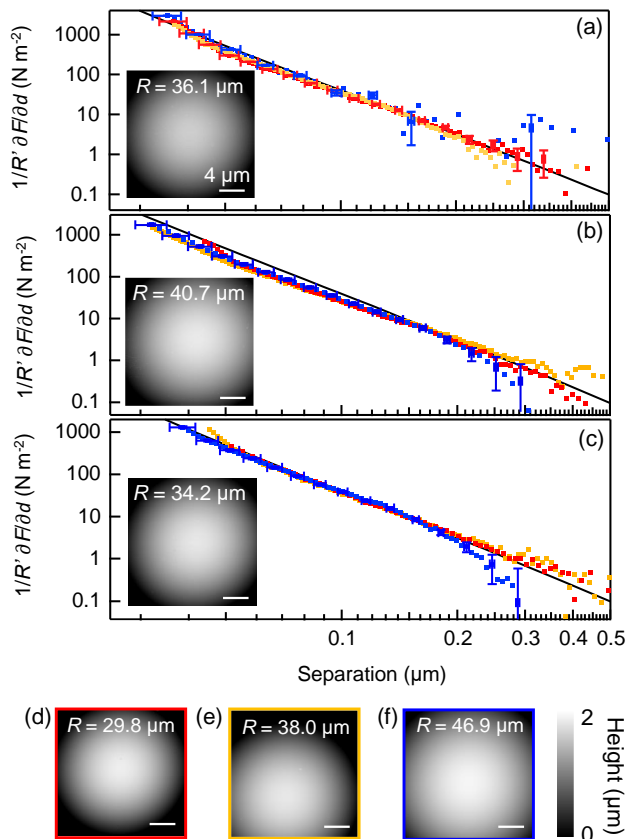 (a)
1/R' ∂F/∂d (N m⁻²)
1000
100
10
1
0.1
R = 36.1 µm
4 µm
(b)
1/R' ∂F/∂d (N m⁻²)
1000
100
10
1
0.1
R = 40.7 µm
(c)
1/R' ∂F/∂d (N m⁻²)
1000
100
10
1
0.1
R = 34.2 µm
0.1 0.2 0.3 0.4 0.5
Separation (µm)
(d) R = 29.8 µm
(e) R = 38.0 µm
(f) R = 46.9 µm
2
0
Height (µm)